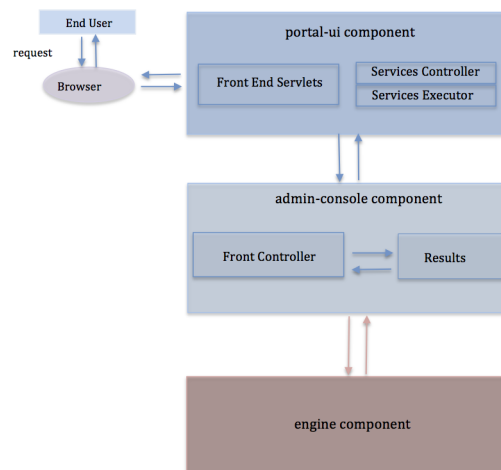 End User
portal-ui component
request
Browser
Front End Servlets
Services Controller
Services Executor
admin-console component
Front Controller
Results
engine component